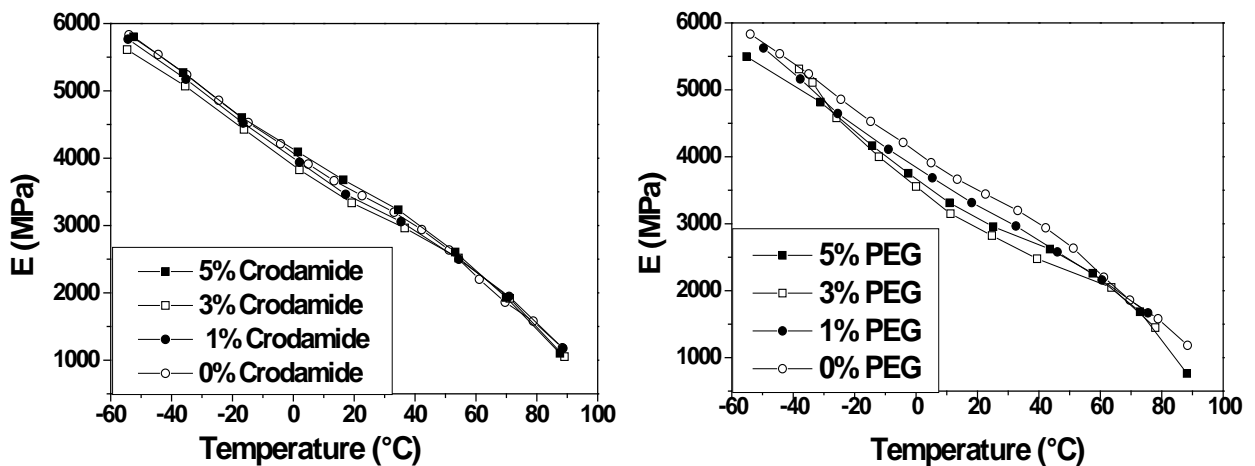 6000
5000
4000
3000
2000
1000
E (MPa)
5% Crodamide
3% Crodamide
1% Crodamide
0% Crodamide
-60 -40 -20 0 20 40 60 80 100
Temperature (°C)
6000
5000
4000
3000
2000
1000
E (MPa)
5% PEG
3% PEG
1% PEG
0% PEG
-60 -40 -20 0 20 40 60 80 100
Temperature (°C)